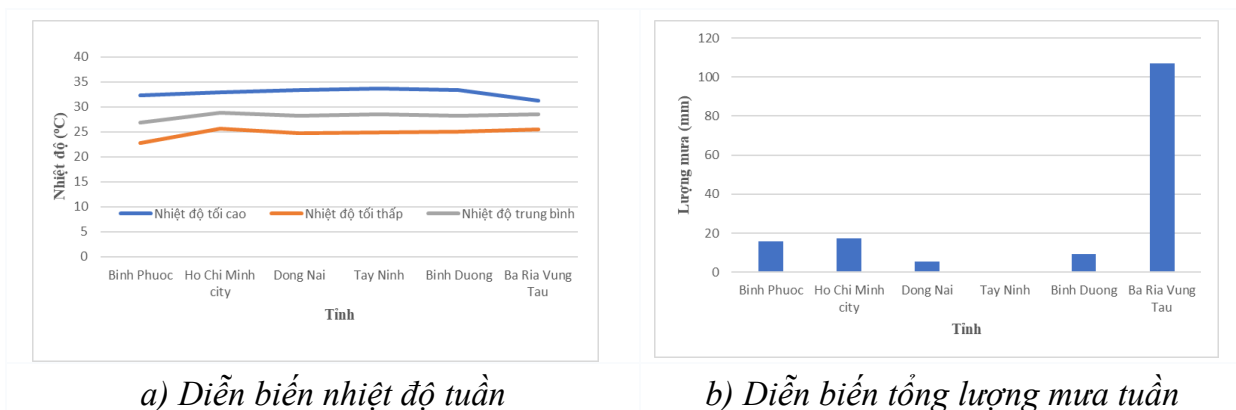 40
35
30
25
20
15
10
5
0
Nhiệt độ (ºC)
Nhiệt độ tối cao Nhiệt độ tối thấp Nhiệt độ trung bình
Binh Phuoc Ho Chi Minh Dong Nai Tay Ninh Binh Duong Ba Ria Vung
city Tau
Tỉnh
a) Diễn biến nhiệt độ tuần
120
100
80
60
40
20
0
Lượng mưa (mm)
Binh Phuoc Ho Chi Minh Dong Nai Tay Ninh Binh Duong Ba Ria Vung
city Tau
Tỉnh
b) Diễn biến tổng lượng mưa tuần